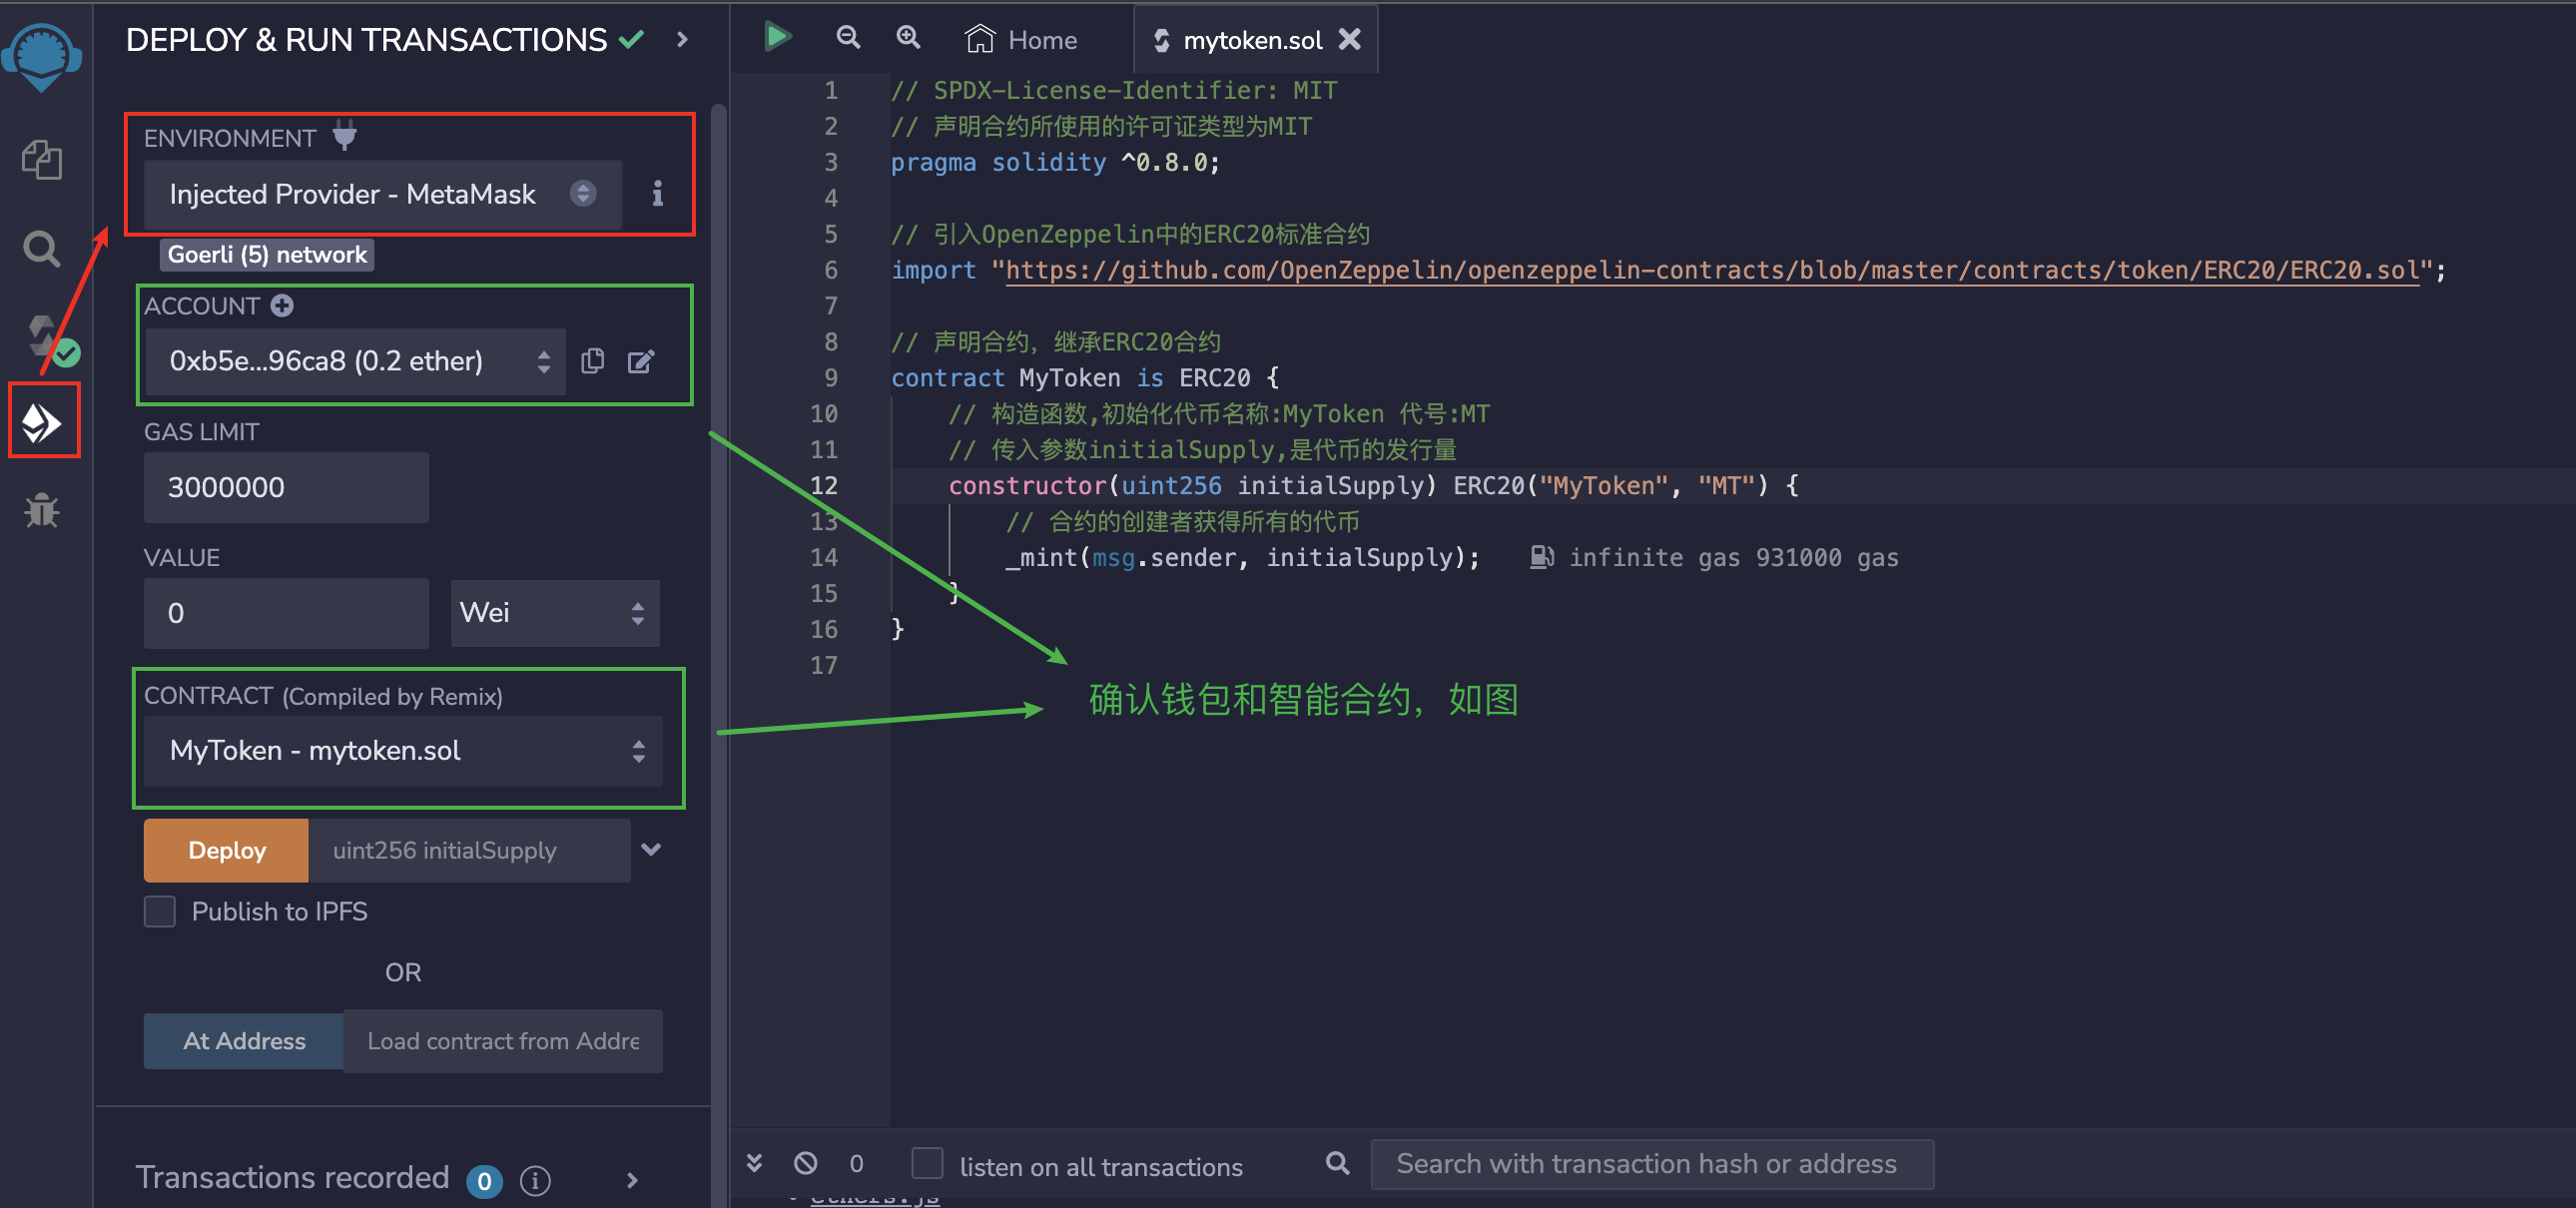 DEPLOY & RUN TRANSACTIONS
ENVIRONMENT
Injected Provider - MetaMask
Goerli (5) network
ACCOUNT
0xb5e...96ca8 (0.2 ether)
GAS LIMIT
3000000
VALUE
0
Wei
CONTRACT (Compiled by Remix)
MyToken - mytoken.sol
Deploy
uint256 initialSupply
Publish to IPFS
OR
At Address
Load contract from Addre
Transactions recorded 0
Home
mytoken.sol
1 // SPDX-License-Identifier: MIT
2 // 声明合约所使用的许可证类型为MIT
3 pragma solidity ^0.8.0;
4
5 // 引入OpenZeppelin中的ERC20标准合约
6 import "https://github.com/OpenZeppelin/openzeppelin-contracts/blob/master/contracts/token/ERC20/ERC20.sol";
7
8 // 声明合约，继承ERC20合约
9 contract MyToken is ERC20 {
10 // 构造函数,初始化代币名称:MyToken 代号:MT
11 // 传入参数initialSupply,是代币的发行量
12 constructor(uint256 initialSupply) ERC20("MyToken", "MT") {
13 // 合约的创建者获得所有的代币
14 _mint(msg.sender, initialSupply); infinite gas 931000 gas
15 }
16 }
17
确认钱包和智能合约，如图
0
listen on all transactions
Search with transaction hash or address
ethers.js